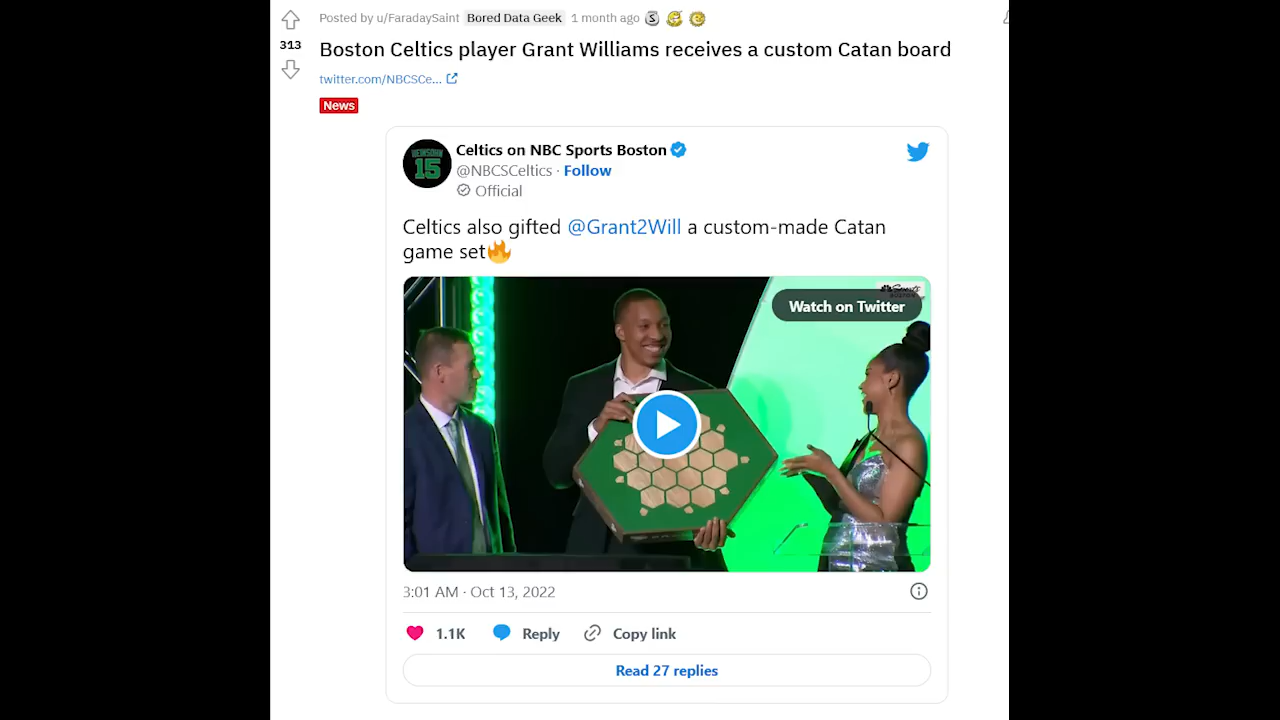 Posted by u/FaradaySaint Bored Data Geek 1 month ago
313
Boston Celtics player Grant Williams receives a custom Catan board
twitter.com/NBCSCe...
News
Celtics on NBC Sports Boston
@NBCSCeltics · Follow
Official
15
Celtics also gifted @Grant2Will a custom-made Catan
game set🔥
Watch on Twitter
3:01 AM · Oct 13, 2022
1.1K Reply Copy link
Read 27 replies